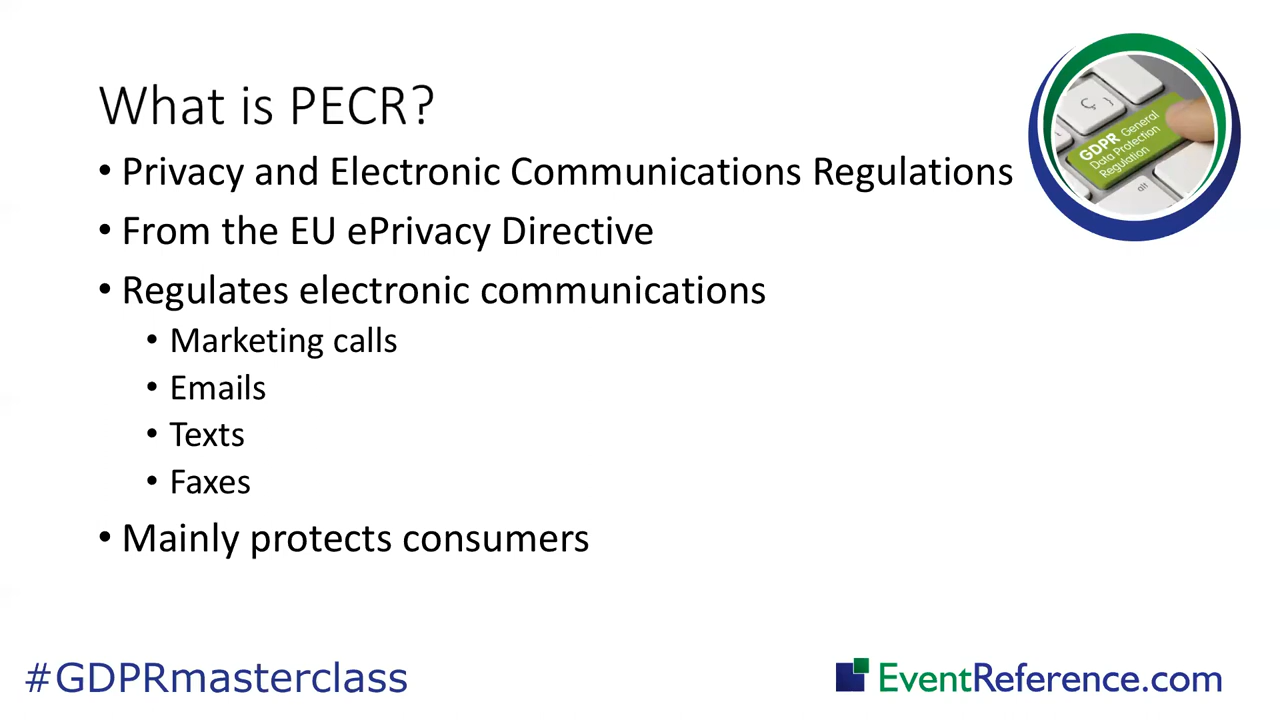 What is PECR?
• Privacy and Electronic Communications Regulations
• From the EU ePrivacy Directive
• Regulates electronic communications
• Marketing calls
• Emails
• Texts
• Faxes
• Mainly protects consumers
Ç
GDPR General
Data Protection
Regulation
alt
#GDPRmasterclass
EventReference.com